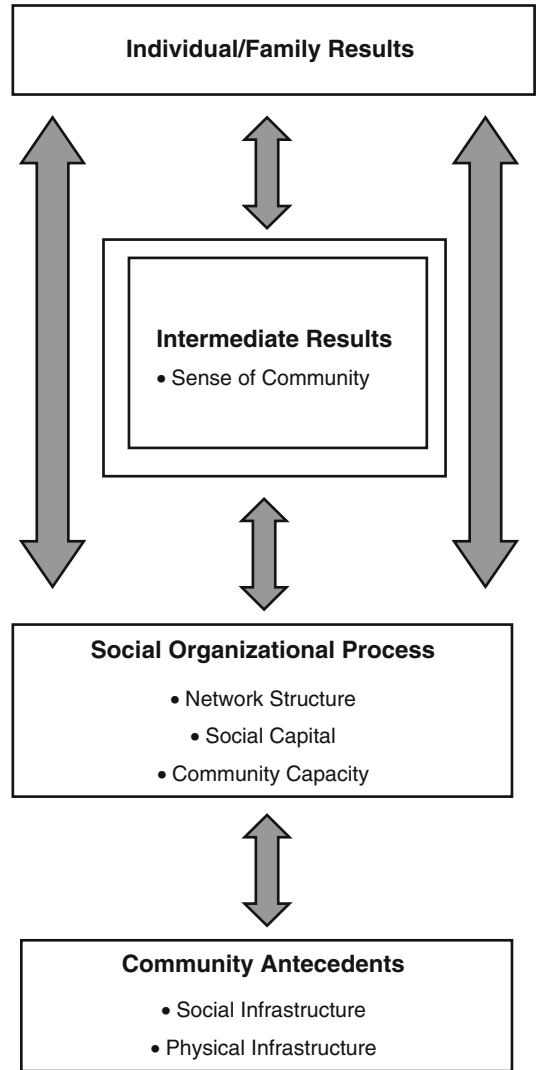 Individual/Family Results
Intermediate Results
• Sense of Community
Social Organizational Process
• Network Structure
• Social Capital
• Community Capacity
Community Antecedents
• Social Infrastructure
• Physical Infrastructure